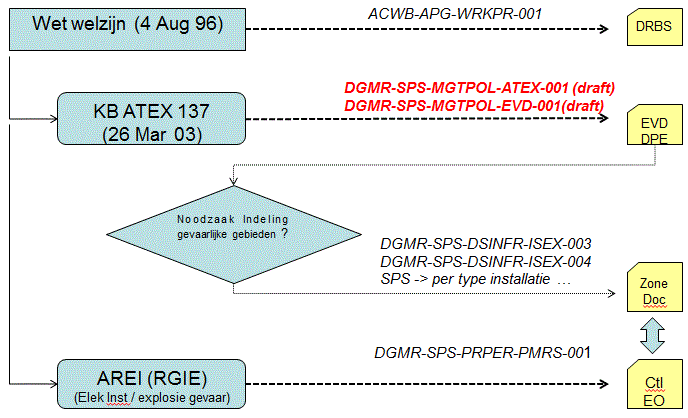 Wet welzijn (4 Aug 96)
ACWB-APG-WRKPR-001
DRBS
DGMR-SPS-MGTPOL-ATEX-001 (draft)
DGMR-SPS-MGTPOL-EVD-001(draft)
KB ATEX 137
(26 Mar 03)
EVD
DPE
Noodzaak Indeling
gevaarlijke gebieden ?
DGMR-SPS-DSINFR-ISEX-003
DGMR-SPS-DSINFR-ISEX-004
SPS -> per type installatie ...
Zone
Doc
DGMR-SPS-PRPER-PMRS-001
AREI (RGIE)
(Elek Inst / explosie gevaar)
Ctl
EO